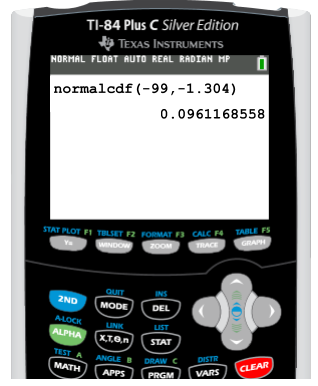 TI-84 Plus C Silver Edition
TEXAS INSTRUMENTS
NORMAL FLOAT AUTO REAL RADIAN MP
normalcdf(-99,-1.304)
0.0961168558
STAT PLOT F1 TBLSET F2 FORMAT F3 CALC F4 TABLE F5
Y= WINDOW ZOOM TRACE GRAPH
QUIT INS
2ND MODE DEL
A-LOCK LINK LIST
ALPHA X,T,Θ,n STAT
TEST A ANGLE B DRAW C DISTR
MATH APPS PRGM VARS CLEAR